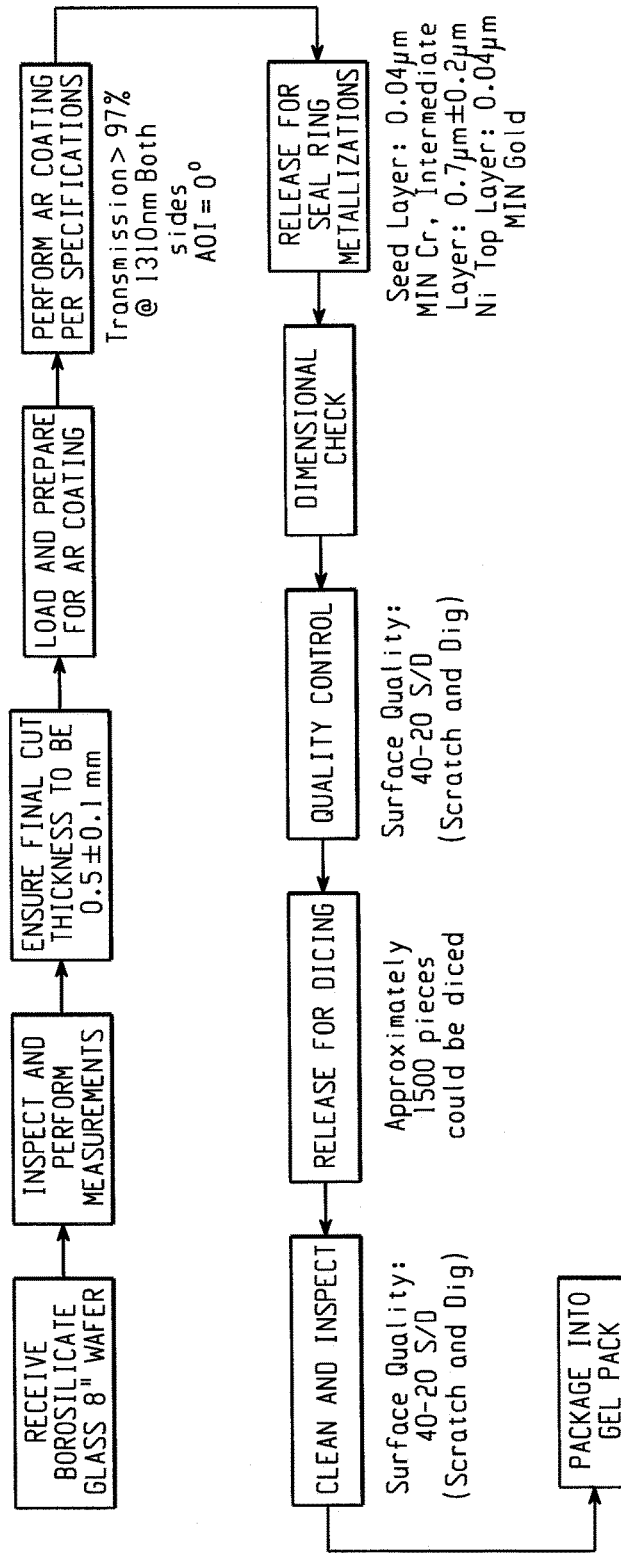 RECEIVE
BOROSILICATE
GLASS 8" WAFER
INSPECT AND
PERFORM
MEASUREMENTS
ENSURE FINAL CUT
THICKNESS TO BE
0.5±0.1 mm
LOAD AND PREPARE
FOR AR COATING
PERFORM AR COATING
PER SPECIFICATIONS
Transmission> 97%
@ 1310nm Both
sides
AOI = 0⁰
RELEASE FOR
SEAL RING
METALLIZATIONS
Seed Layer: 0.04µm
MIN Cr, Intermediate
Layer: 0.7µm±0.2µm
Ni Top Layer: 0.04µm
MIN Gold
DIMENSIONAL
CHECK
QUALITY CONTROL
Surface Quality:
40-20 S/D
(Scratch and Dig)
RELEASE FOR DICING
Approximately
1500 pieces
could be diced
CLEAN AND INSPECT
Surface Quality:
40-20 S/D
(Scratch and Dig)
PACKAGE INTO
GEL PACK